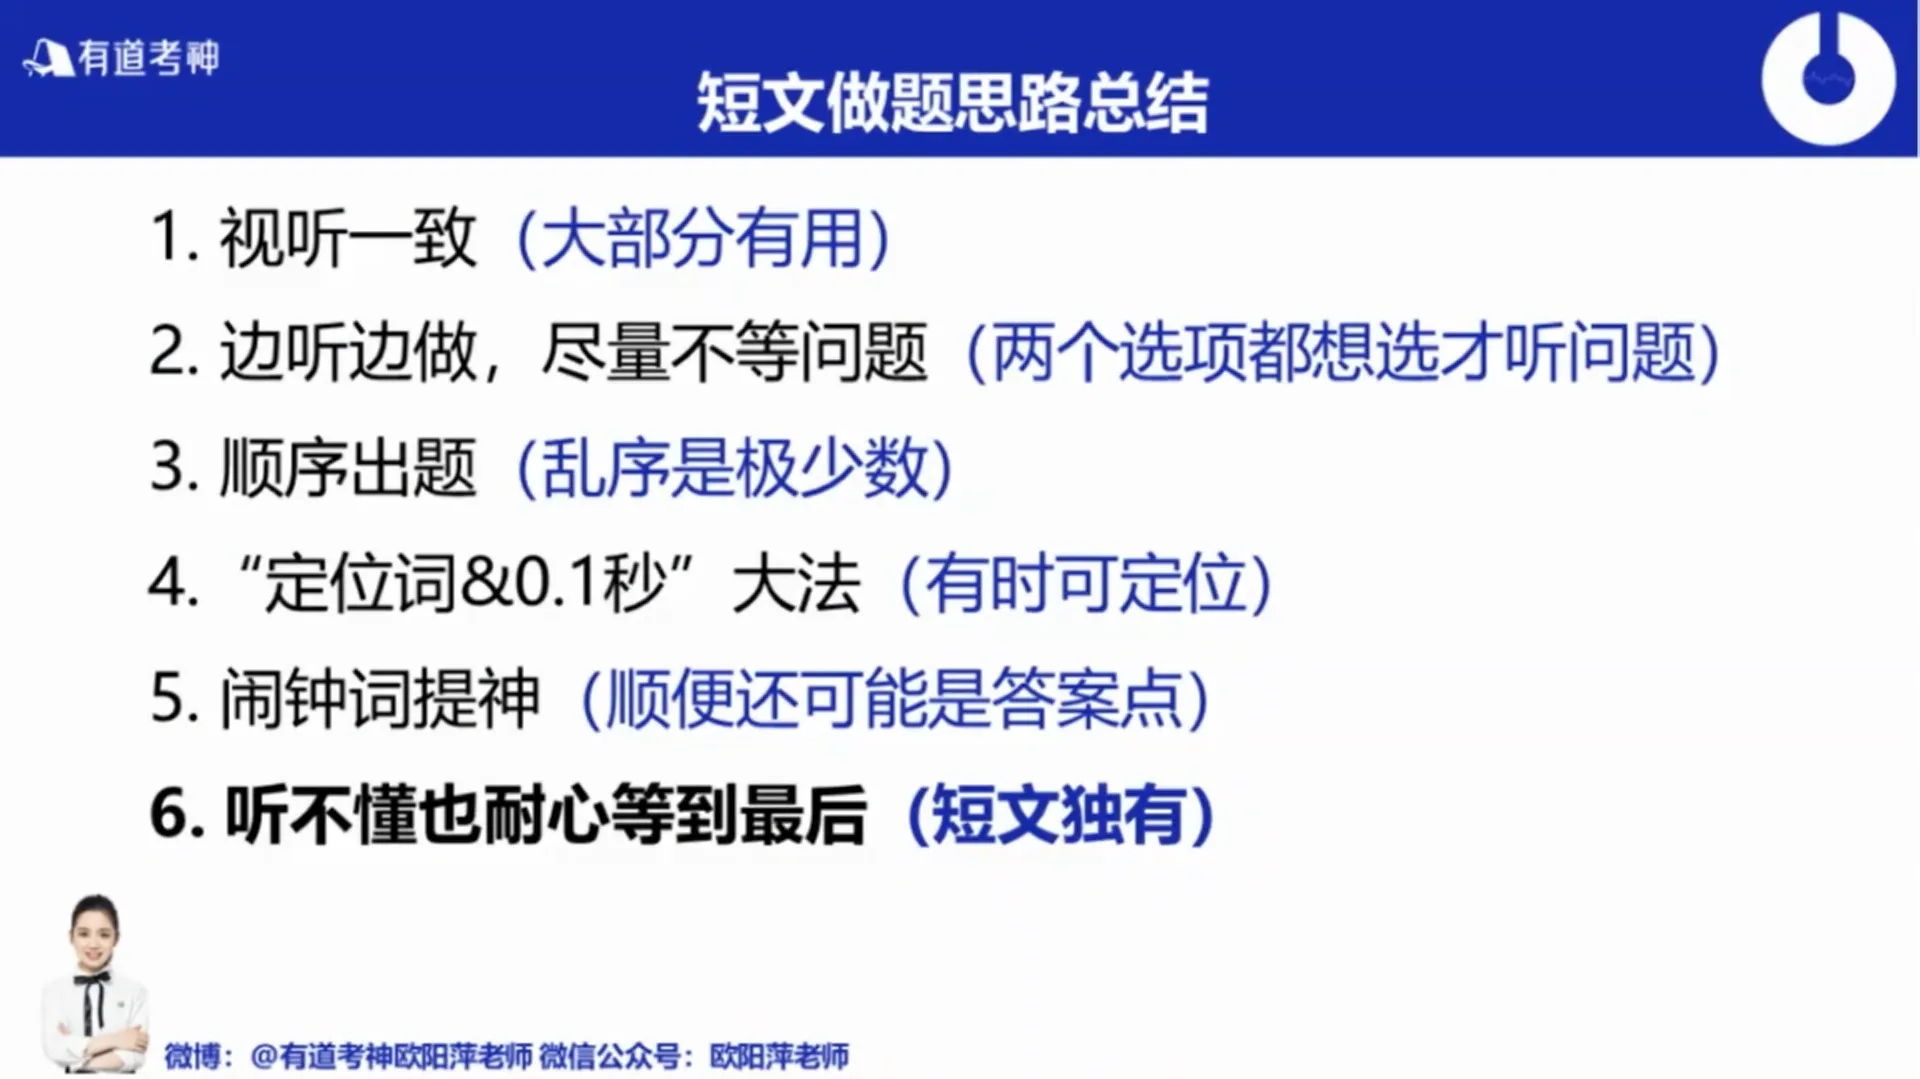 有道考神
短文做题思路总结
1. 视听一致（大部分有用）
2. 边听边做，尽量不等问题（两个选项都想选才听问题）
3. 顺序出题（乱序是极少数）
4. “定位词&0.1秒”大法（有时可定位）
5. 闹钟词提神（顺便还可能是答案点）
6. 听不懂也耐心等到最后（短文独有）
微博：@有道考神欧阳萍老师 微信公众号：欧阳萍老师